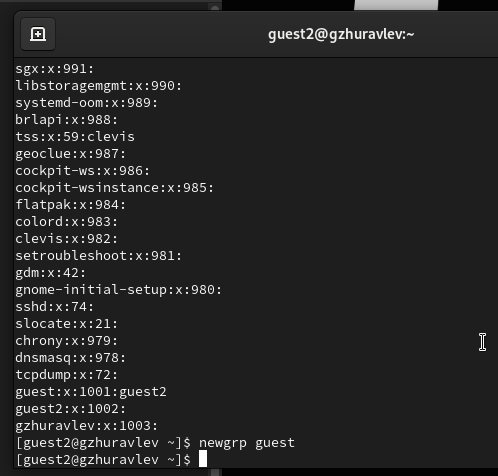 guest2@gzhuravlev:~
sgx:x:991:
libstoragemgmt:x:990:
systemd-oom:x:989:
brlapi:x:988:
tss:x:59:clevis
geoclue:x:987:
cockpit-ws:x:986:
cockpit-wsinstance:x:985:
flatpak:x:984:
colord:x:983:
clevis:x:982:
setroubleshoot:x:981:
gdm:x:42:
gnome-initial-setup:x:980:
sshd:x:74:
slocate:x:21:
chrony:x:979:
dnsmasq:x:978:
tcpdump:x:72:
guest:x:1001:guest2
guest2:x:1002:
gzhuravlev:x:1003:
[guest2@gzhuravlev ~]$ newgrp guest
[guest2@gzhuravlev ~]$